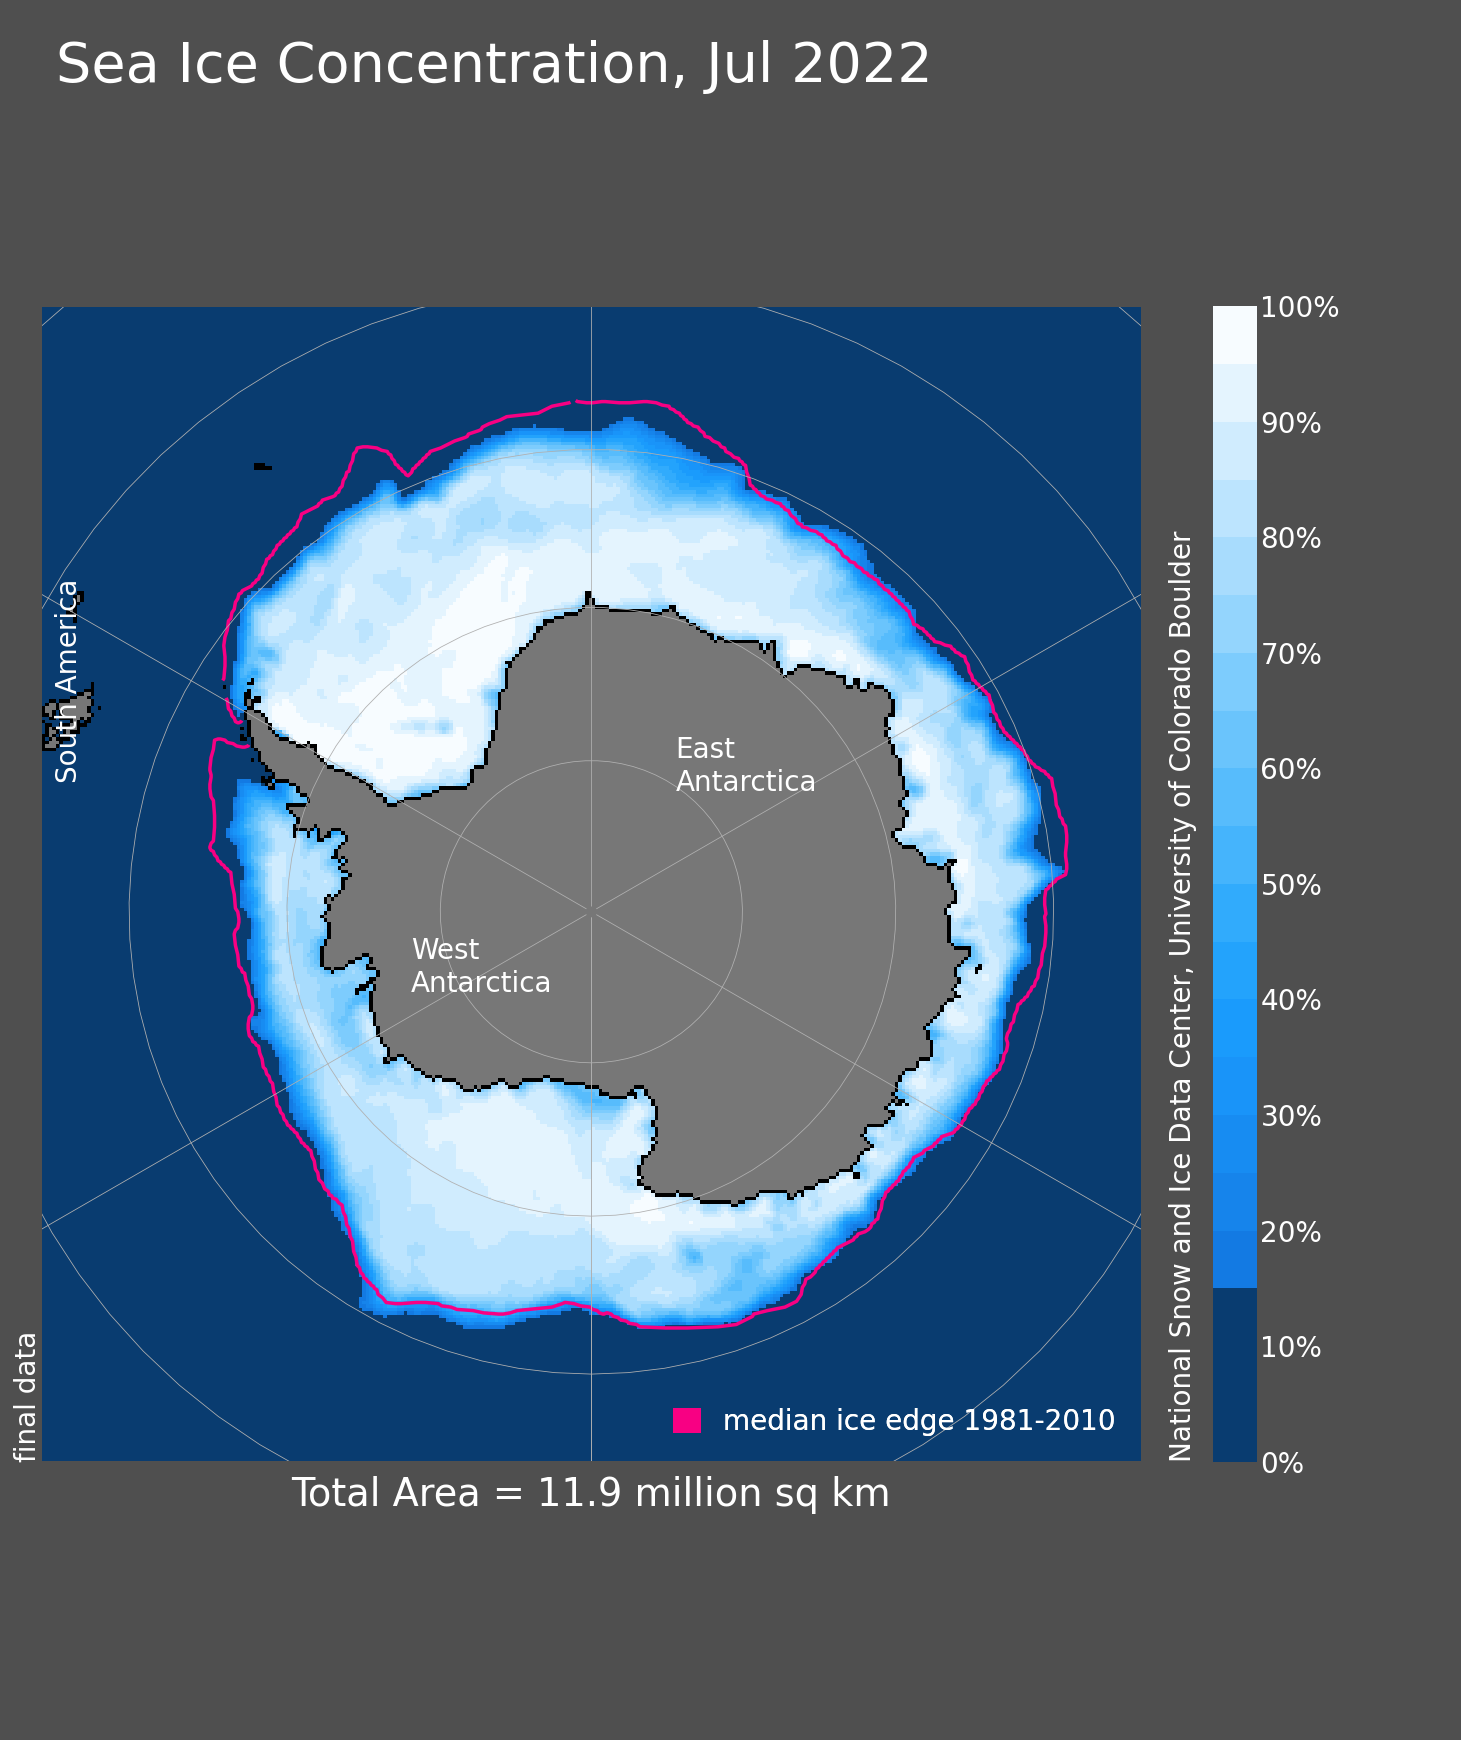 Sea Ice Concentration, Jul 2022
South America
East
Antarctica
West
Antarctica
median ice edge 1981-2010
final data
Total Area = 11.9 million sq km
National Snow and Ice Data Center, University of Colorado Boulder
100%
90%
80%
70%
60%
50%
40%
30%
20%
10%
0%